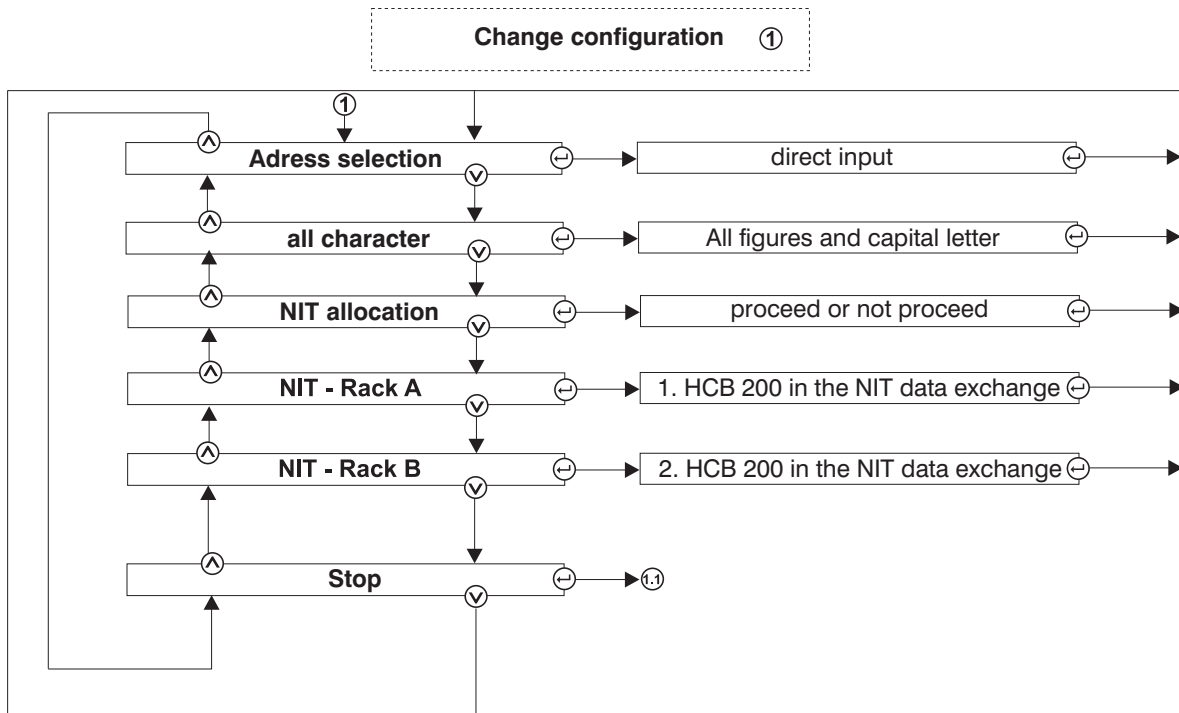 Change configuration ①
①
Adress selection
direct input
all character
All figures and capital letter
NIT allocation
proceed or not proceed
NIT - Rack A
1. HCB 200 in the NIT data exchange
NIT - Rack B
2. HCB 200 in the NIT data exchange
Stop
1.1